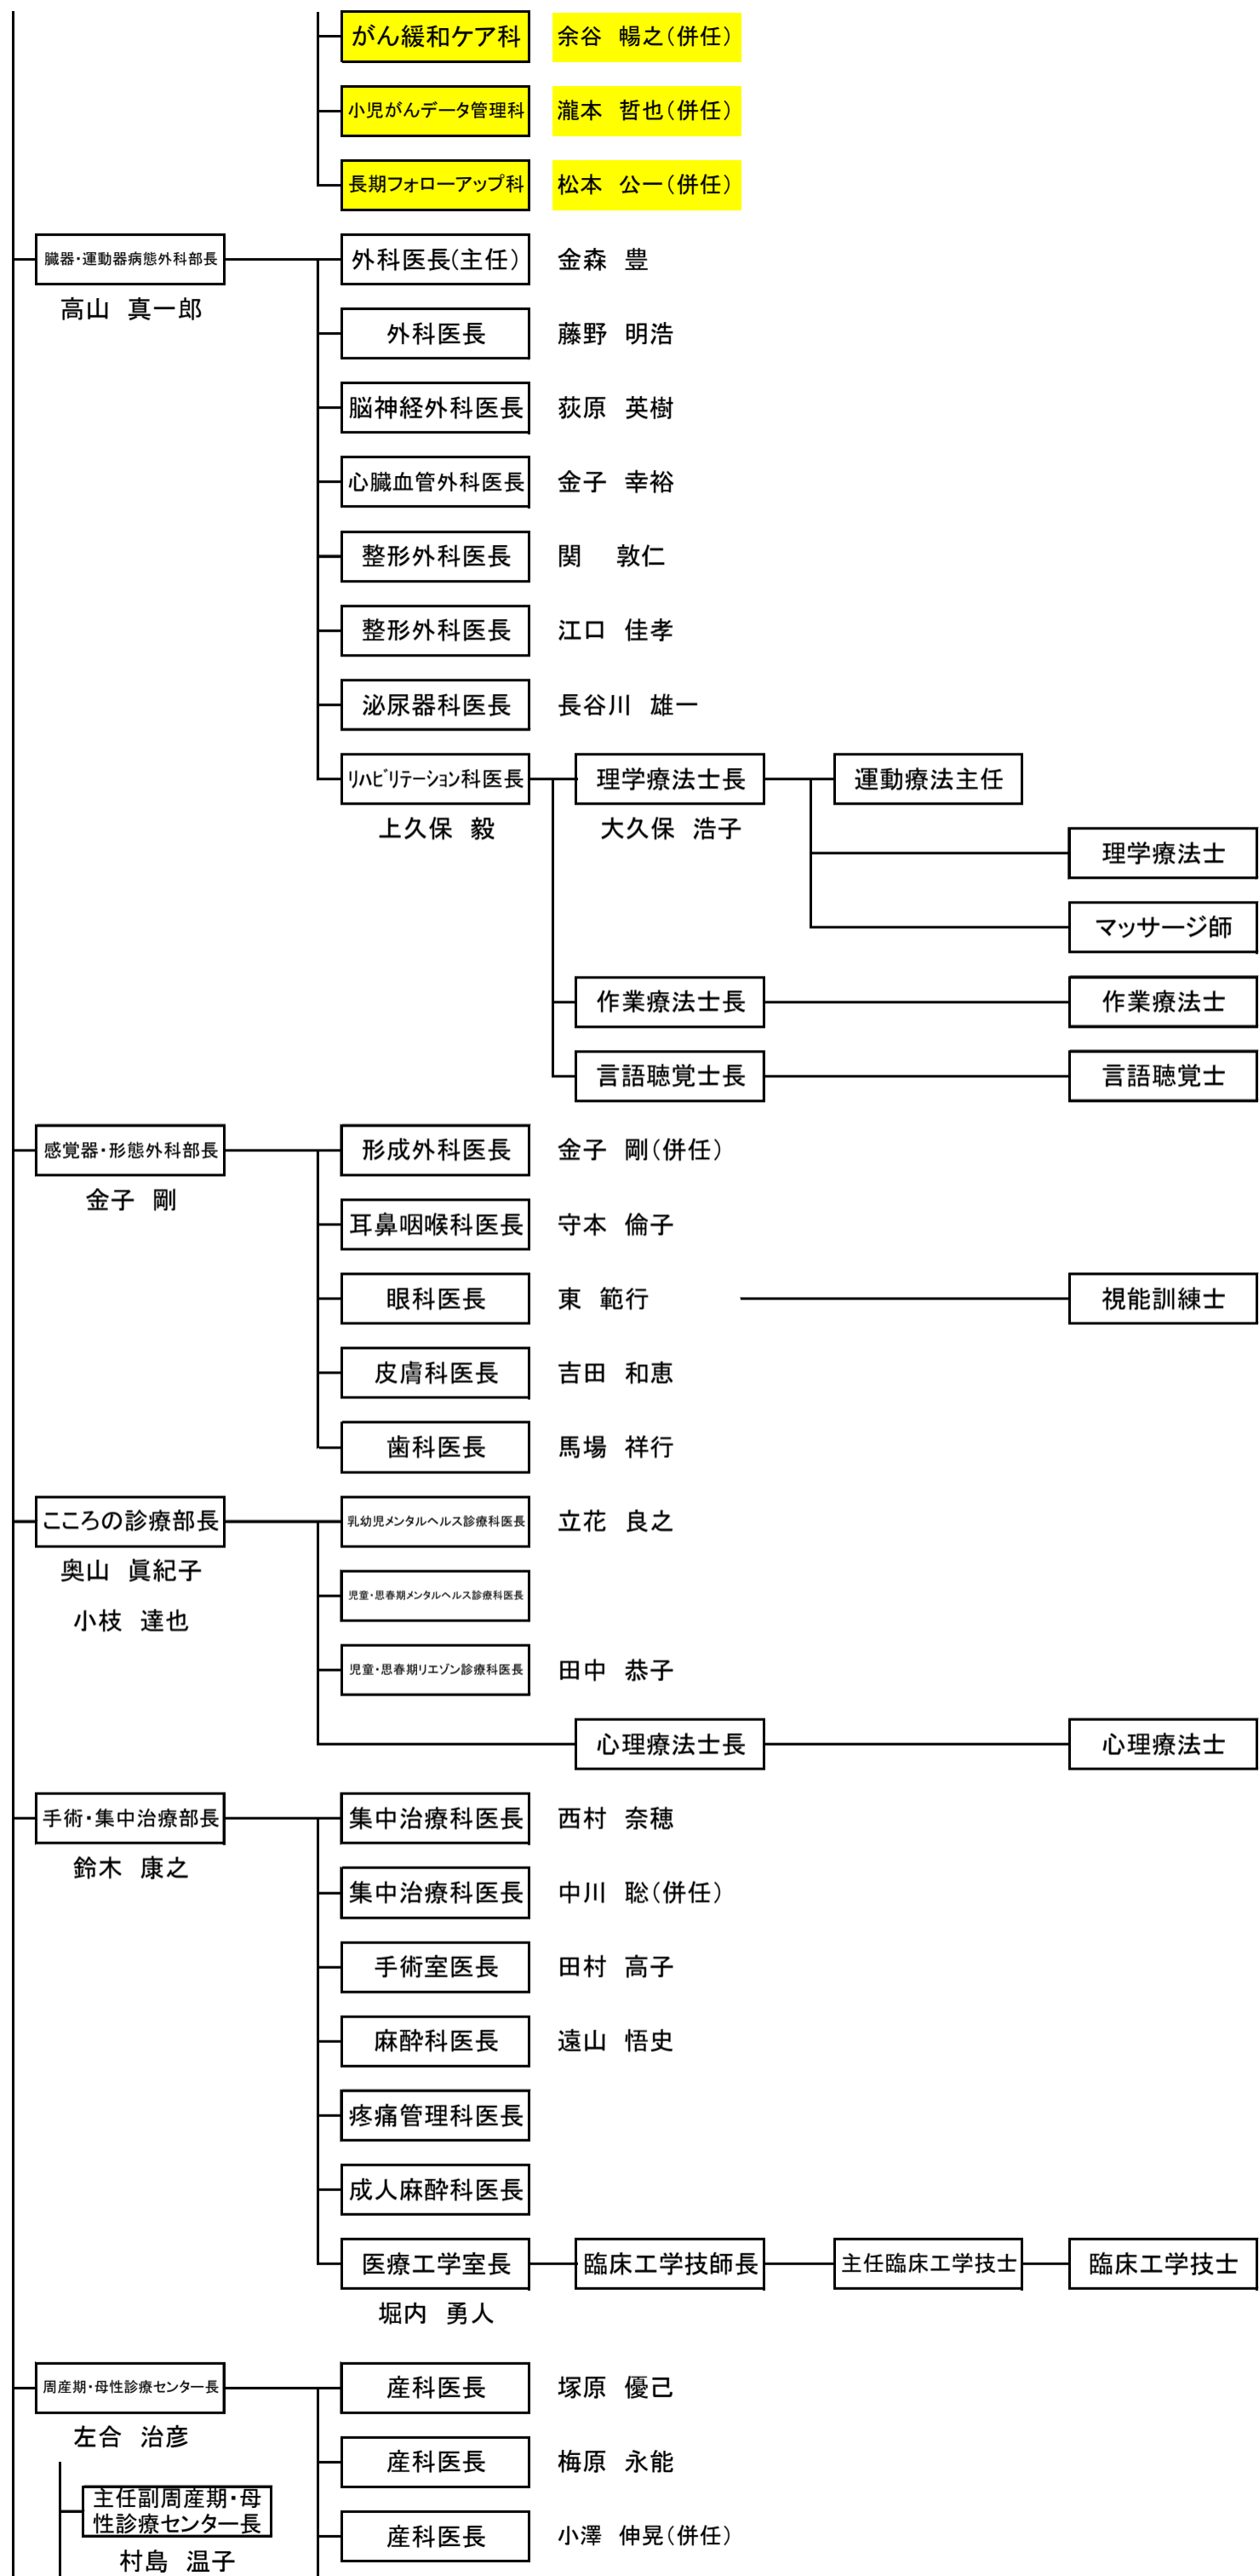 がん緩和ケア科 余谷 暢之(併任)
小児がんデータ管理科 瀧本 哲也(併任)
長期フォローアップ科 松本 公一(併任)
臓器・運動器病態外科部長 外科医長(主任) 金森 豊
高山 真一郎
外科医長 藤野 明浩
脳神経外科医長 荻原 英樹
心臓血管外科医長 金子 幸裕
整形外科医長 関 敦仁
整形外科医長 江口 佳孝
泌尿器科医長 長谷川 雄一
リハビリテーション科医長 理学療法士長 運動療法主任
上久保 毅 大久保 浩子
理学療法士
マッサージ師
作業療法士長 作業療法士
言語聴覚士長 言語聴覚士
感覚器・形態外科部長 形成外科医長 金子 剛(併任)
金子 剛
耳鼻咽喉科医長 守本 倫子
眼科医長 東 範行 視能訓練士
皮膚科医長 吉田 和恵
歯科医長 馬場 祥行
こころの診療部長 乳幼児メンタルヘルス診療科医長 立花 良之
奥山 眞紀子
児童・思春期メンタルヘルス診療科医長
小枝 達也
児童・思春期リエゾン診療科医長 田中 恭子
心理療法士長 心理療法士
手術・集中治療部長 集中治療科医長 西村 奈穂
鈴木 康之
集中治療科医長 中川 聡(併任)
手術室医長 田村 高子
麻酔科医長 遠山 悟史
疼痛管理科医長
成人麻酔科医長
医療工学室長 臨床工学技師長 主任臨床工学技士 臨床工学技士
堀内 勇人
周産期・母性診療センター長 産科医長 塚原 優己
左合 治彦
産科医長 梅原 永能
主任副周産期・母
性診療センター長
産科医長 小澤 伸晃(併任)
村島 温子